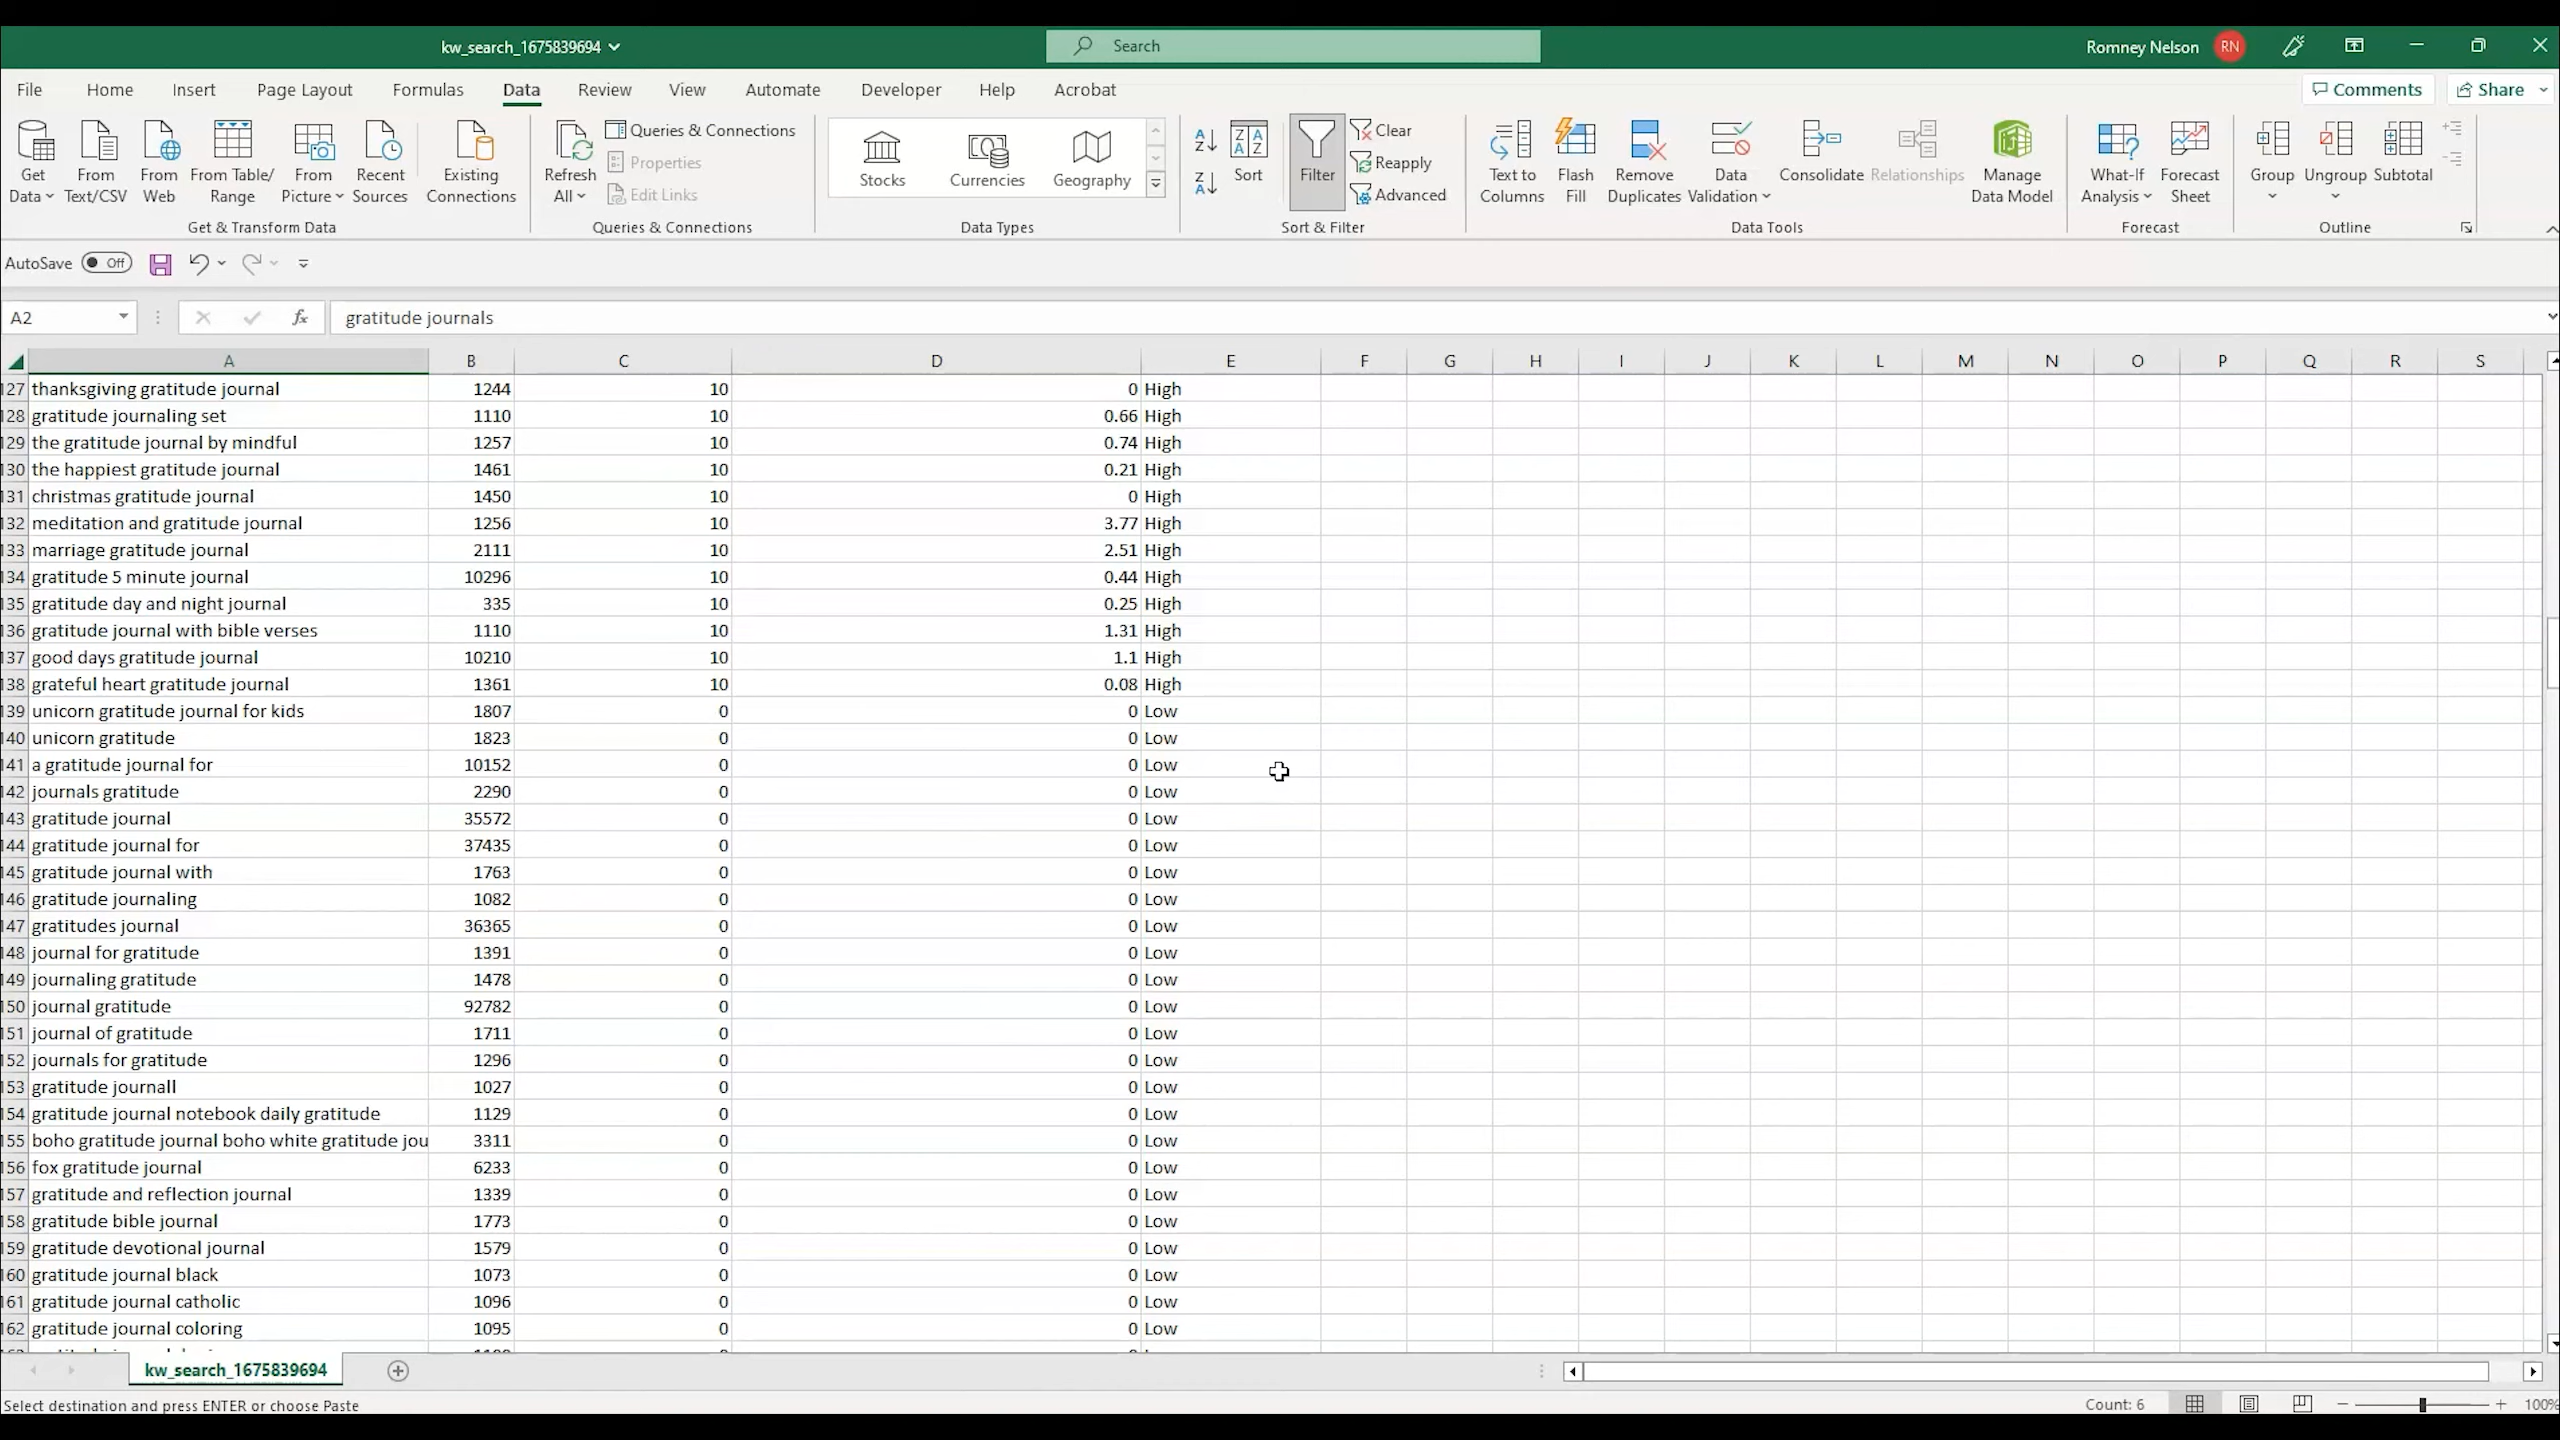 kw_search_1675839694
Search
Romney Nelson RN
File Home Insert Page Layout Formulas Data Review View Automate Developer Help Acrobat
Comments Share
Get Data
From Text/CSV
From Web
From Table/ Range
From Picture
Recent Sources
Existing Connections
Get & Transform Data
Refresh All
Queries & Connections
Properties
Edit Links
Queries & Connections
Stocks
Currencies
Geography
Data Types
Sort
Filter
Clear
Reapply
Advanced
Sort & Filter
Text to Columns
Flash Fill
Remove Duplicates
Data Validation
Consolidate
Relationships
Manage Data Model
Data Tools
What-If Analysis
Forecast Sheet
Forecast
Group
Ungroup
Subtotal
Outline
AutoSave Off
A2 fx gratitude journals
A B C D E F G H I J K L M N O P Q R S
127 thanksgiving gratitude journal 1244 10 0 High
128 gratitude journaling set 1110 10 0.66 High
129 the gratitude journal by mindful 1257 10 0.74 High
130 the happiest gratitude journal 1461 10 0.21 High
131 christmas gratitude journal 1450 10 0 High
132 meditation and gratitude journal 1256 10 3.77 High
133 marriage gratitude journal 2111 10 2.51 High
134 gratitude 5 minute journal 10296 10 0.44 High
135 gratitude day and night journal 335 10 0.25 High
136 gratitude journal with bible verses 1110 10 1.31 High
137 good days gratitude journal 10210 10 1.1 High
138 grateful heart gratitude journal 1361 10 0.08 High
139 unicorn gratitude journal for kids 1807 0 0 Low
140 unicorn gratitude 1823 0 0 Low
141 a gratitude journal for 10152 0 0 Low
142 journals gratitude 2290 0 0 Low
143 gratitude journal 35572 0 0 Low
144 gratitude journal for 37435 0 0 Low
145 gratitude journal with 1763 0 0 Low
146 gratitude journaling 1082 0 0 Low
147 gratitudes journal 36365 0 0 Low
148 journal for gratitude 1391 0 0 Low
149 journaling gratitude 1478 0 0 Low
150 journal gratitude 92782 0 0 Low
151 journal of gratitude 1711 0 0 Low
152 journals for gratitude 1296 0 0 Low
153 gratitude journall 1027 0 0 Low
154 gratitude journal notebook daily gratitude 1129 0 0 Low
155 boho gratitude journal boho white gratitude jou 3311 0 0 Low
156 fox gratitude journal 6233 0 0 Low
157 gratitude and reflection journal 1339 0 0 Low
158 gratitude bible journal 1773 0 0 Low
159 gratitude devotional journal 1579 0 0 Low
160 gratitude journal black 1073 0 0 Low
161 gratitude journal catholic 1096 0 0 Low
162 gratitude journal coloring 1095 0 0 Low
kw_search_1675839694
Select destination and press ENTER or choose Paste
Count: 6
100%